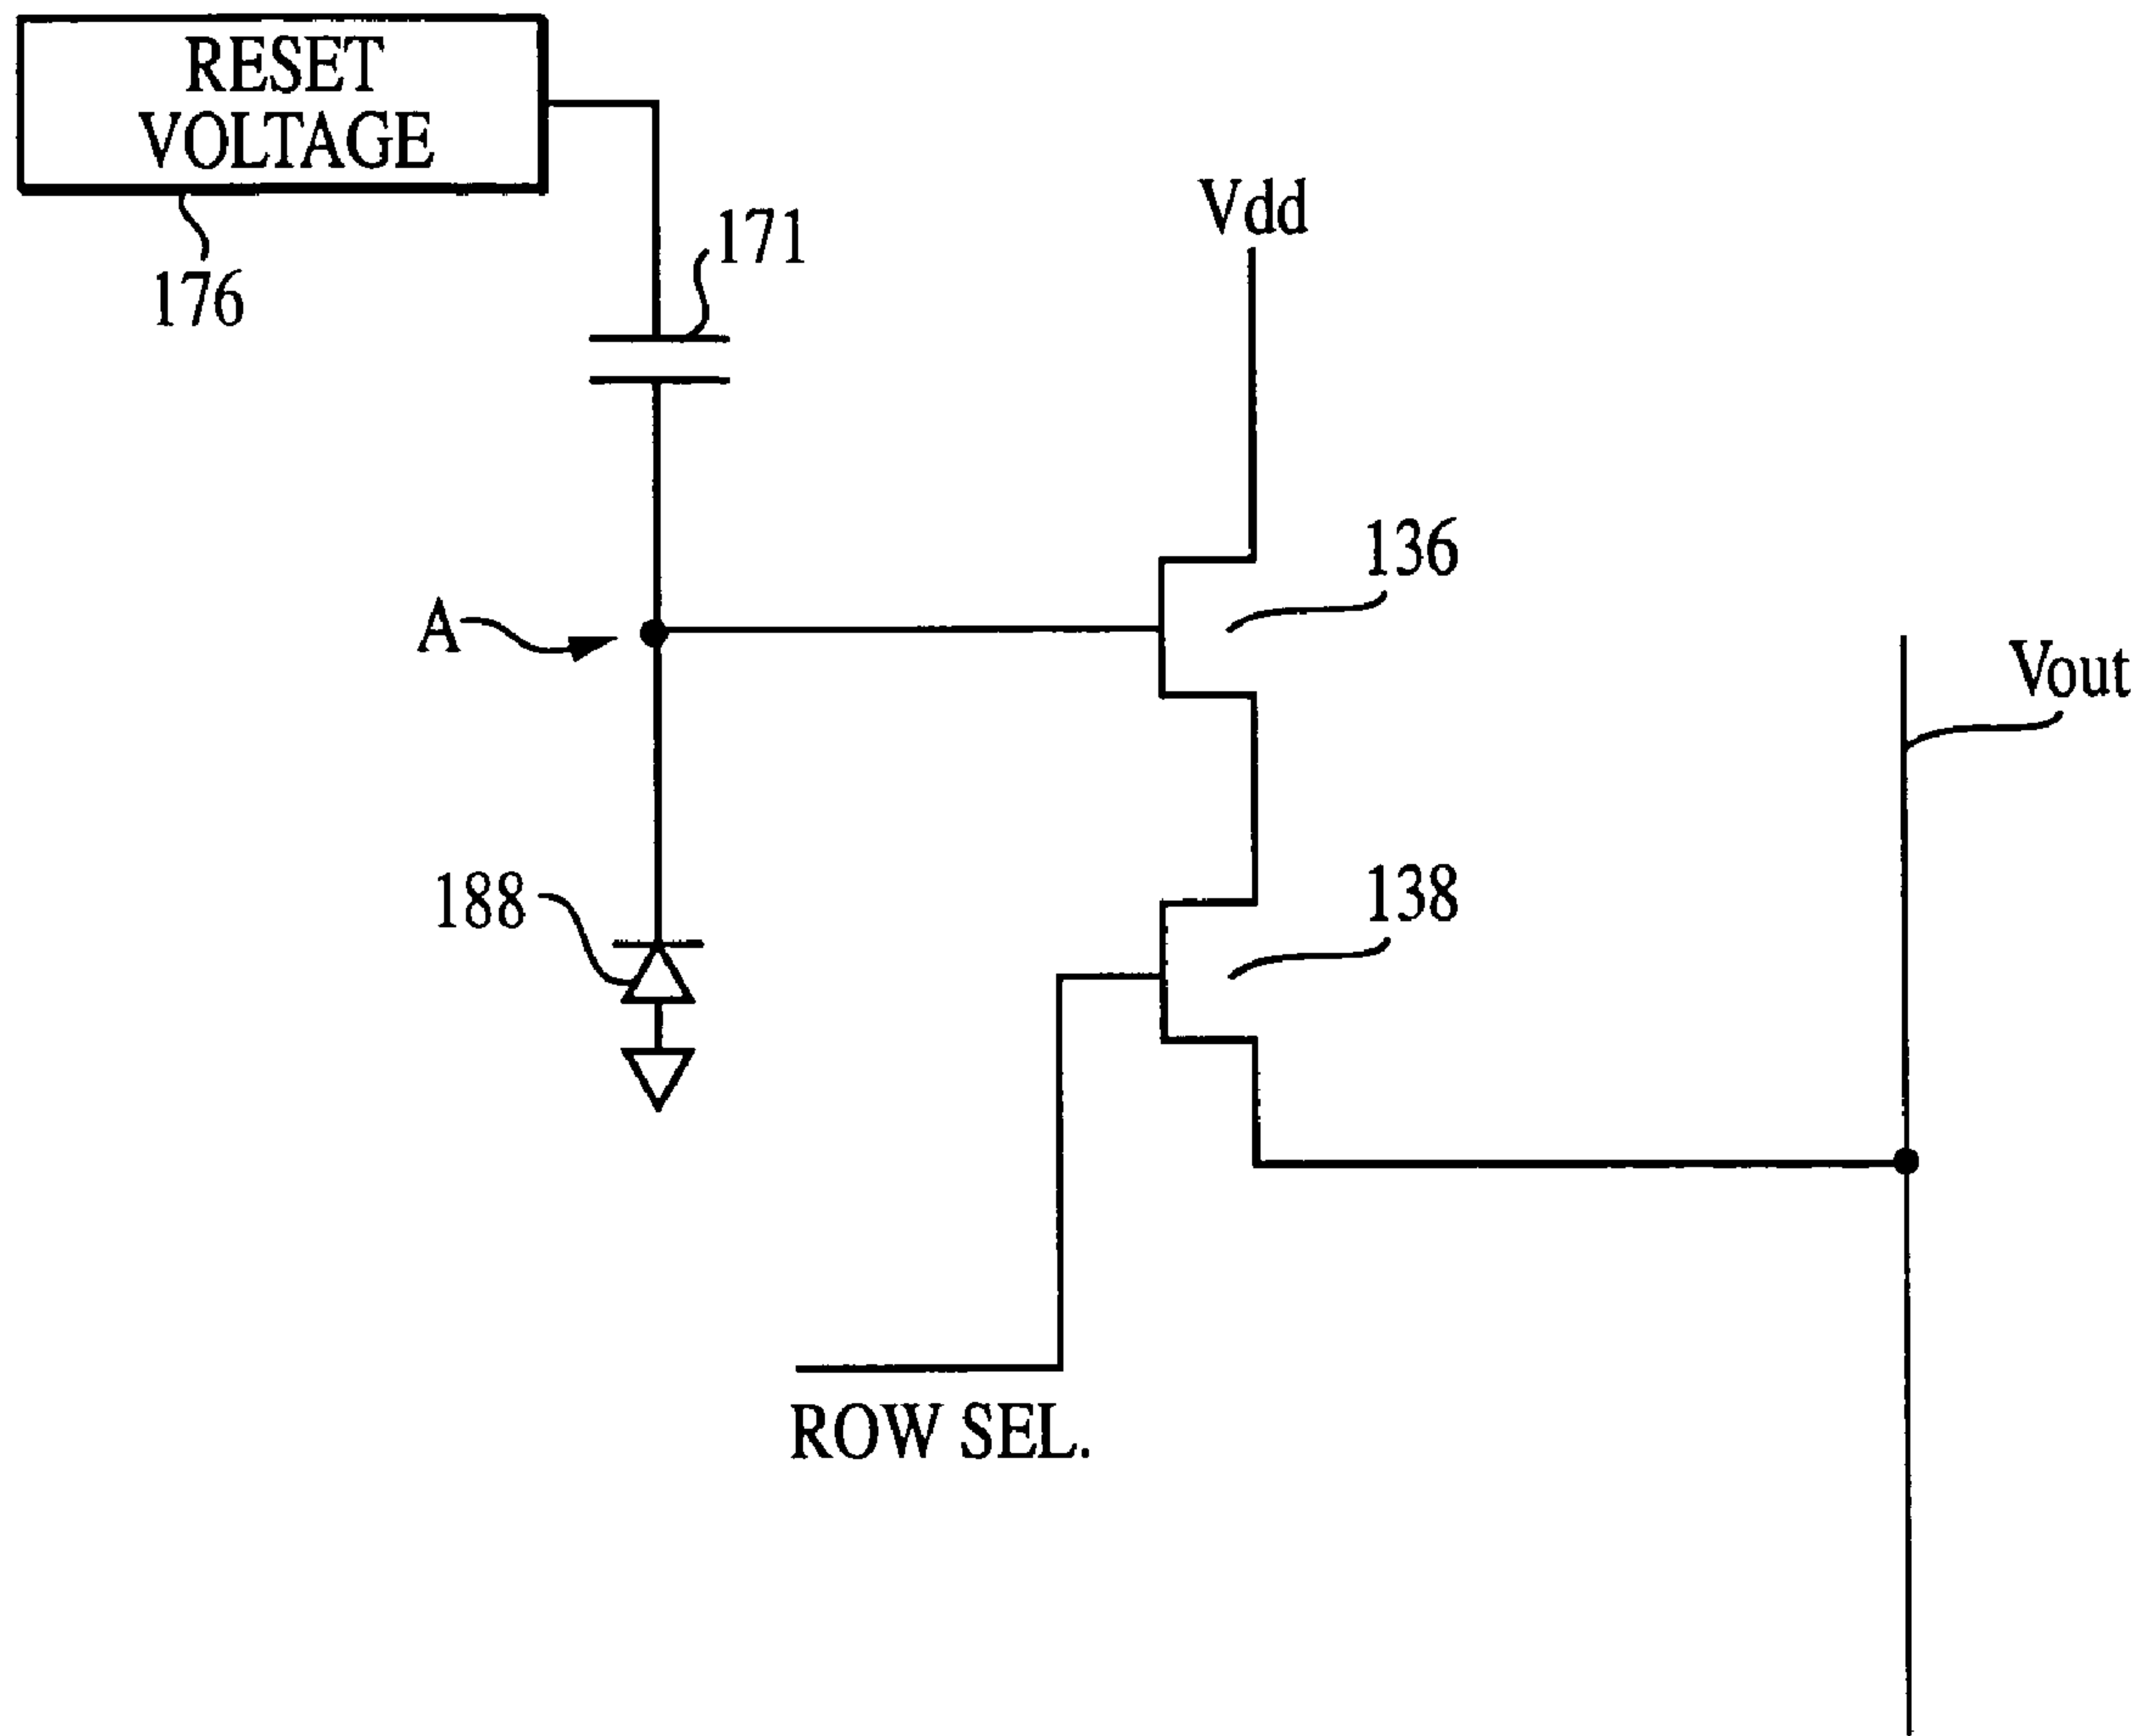 RESET
VOLTAGE
176
171
Vdd
136
A
Vout
188
138
ROW SEL.